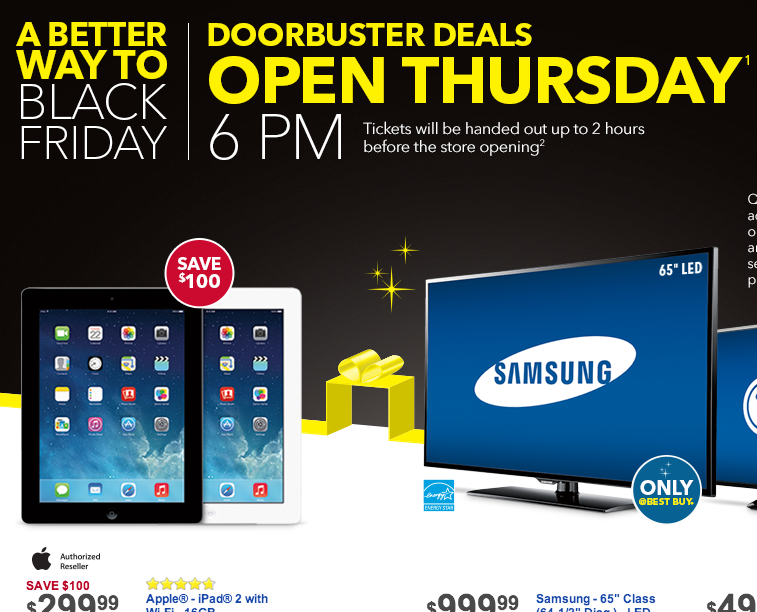 A BETTER
WAY TO
BLACK
FRIDAY
DOORBUSTER DEALS
OPEN THURSDAY1
6 PM
Tickets will be handed out up to 2 hours
before the store opening2
SAVE
$100
65" LED
SAMSUNG
ENERGY STAR
ONLY
@BEST BUY.
Authorized
Reseller
SAVE $100
$299.99
Apple® - iPad® 2 with
Wi-Fi - 16GB
$999.99
Samsung - 65" Class
(64-1/2" Diag.) - LED
$49